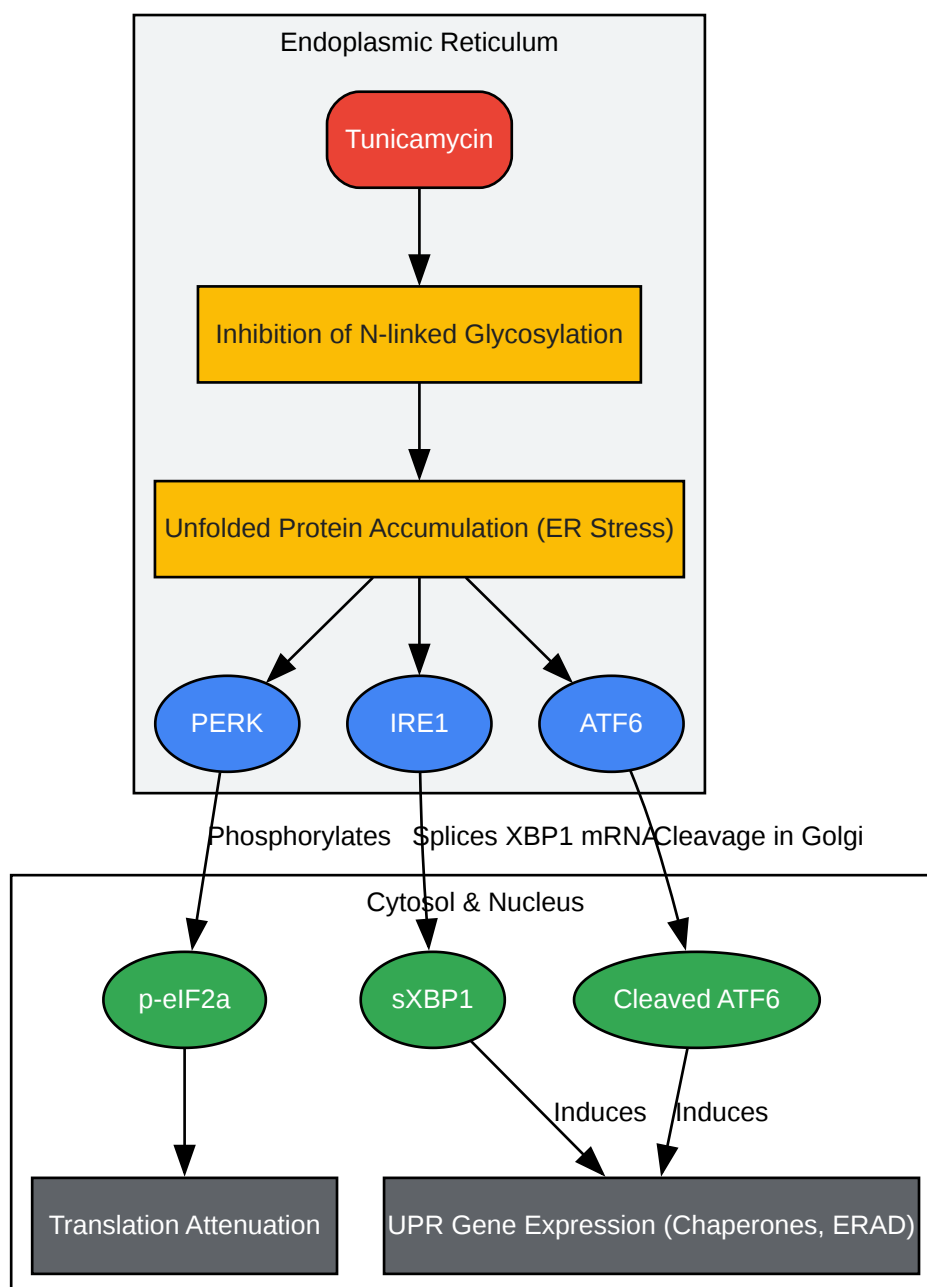 Endoplasmic Reticulum
Tunicamycin
Inhibition of N-linked Glycosylation
Unfolded Protein Accumulation (ER Stress)
PERK
IRE1
ATF6
Phosphorylates
Splices XBP1 mRNA
Cleavage in Golgi
Cytosol & Nucleus
p-eIF2a
sXBP1
Cleaved ATF6
Induces
Induces
Translation Attenuation
UPR Gene Expression (Chaperones, ERAD)